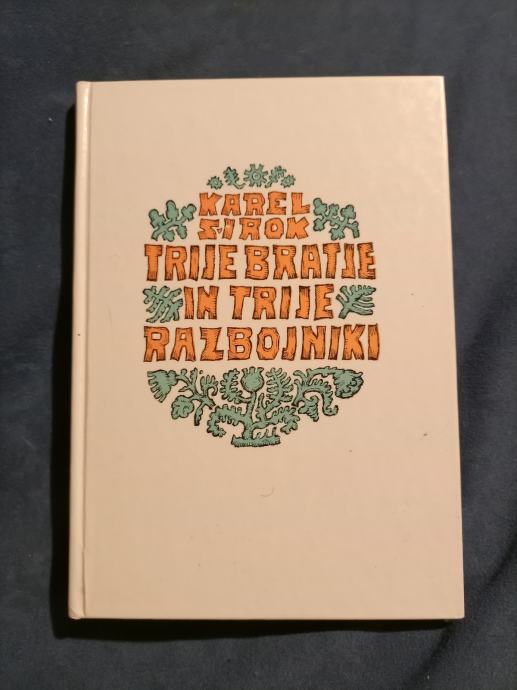 KAREL
ŠIROK
TRIJE BRATJE
IN TRIJE
RAZBOJNIKI